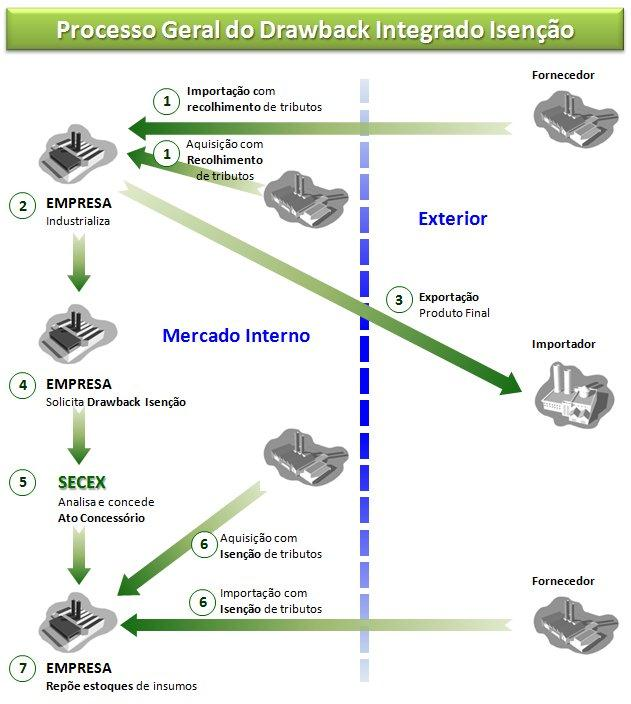 Processo Geral do Drawback Integrado Isenção
Fornecedor
1
Importação com
recolhimento de tributos
1
Aquisição com
Recolhimento
de tributos
2
EMPRESA
Industrializa
Exterior
3
Exportação
Produto Final
Mercado Interno
Importador
4
EMPRESA
Solicita Drawback Isenção
5
SECEX
Analisa e concede
Ato Concessório
6
Aquisição com
Isenção de tributos
6
Importação com
Isenção de tributos
Fornecedor
7
EMPRESA
Repõe estoques de insumos